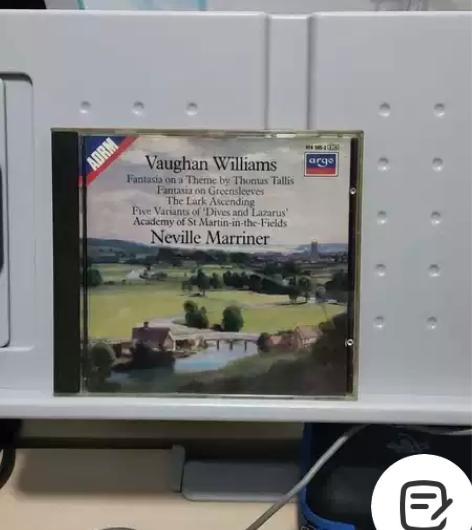 ADRM
Vaughan Williams
argo
Fantasia on a Theme by Thomas Tallis
Fantasia on Greensleeves
The Lark Ascending
Five Variants of 'Dives and Lazarus'
Academy of St Martin-in-the-Fields
Neville Marriner